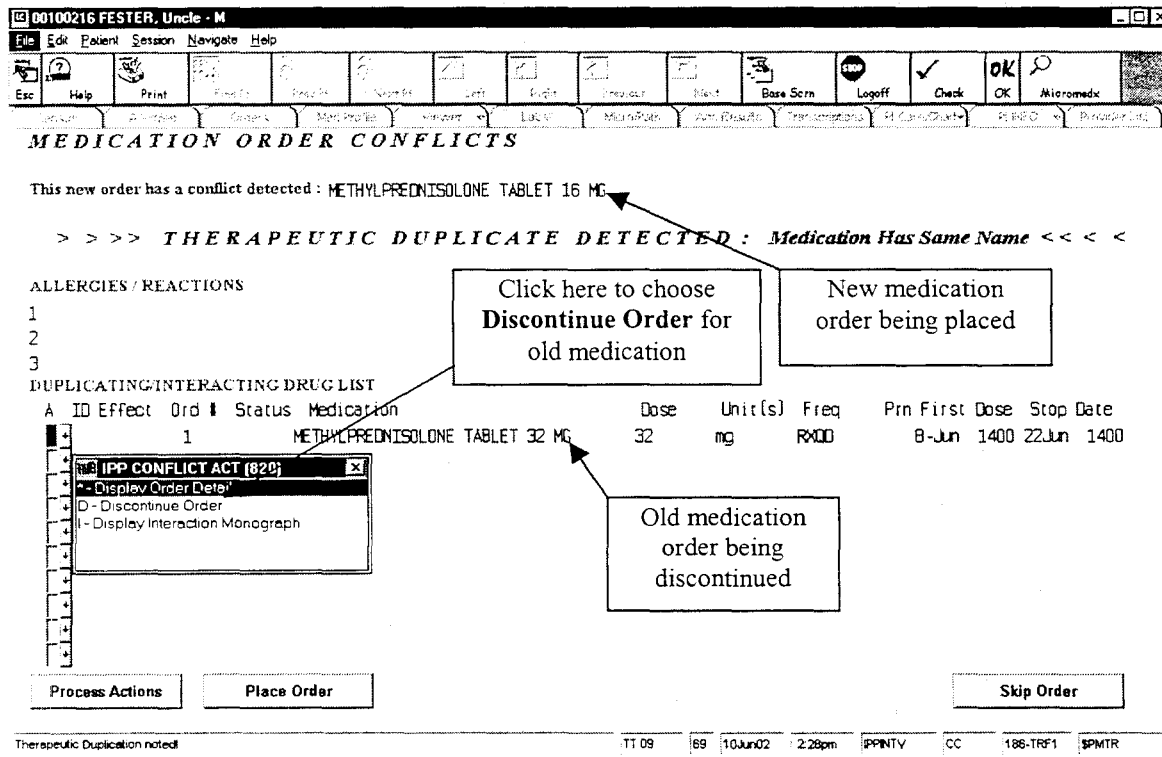 00100216 FESTER, Uncle - M
File Edit Patient Session Navigate Help
Esc Help Print Left Right Previous Next Base Scrn Logoff Check OK OK Micromedx
MEDICATION ORDER CONFLICTS
This new order has a conflict detected : METHYLPREDNISOLONE TABLET 16 MG
> > >> THERAPEUTIC DUPLICATE DETECTED : Medication Has Same Name << < <
ALLERGIES / REACTIONS
1
2
3
Click here to choose
Discontinue Order for
old medication
New medication
order being placed
DUPLICATING/INTERACTING DRUG LIST
A ID Effect Ord # Status Medication Dose Unit(s) Freq Prn First Dose Stop Date
1 METHYLPREDNISOLONE TABLET 32 MG 32 mg RXQD 8-Jun 1400 22Jun 1400
IPP CONFLICT ACT (820)
* - Display Order Detail
D - Discontinue Order
I - Display Interaction Monograph
Old medication
order being
discontinued
Process Actions Place Order Skip Order
Therapeutic Duplication noted! TT 09 69 10Jun02 2:28pm IPPINTV CC 186-TRF1 $PMTR